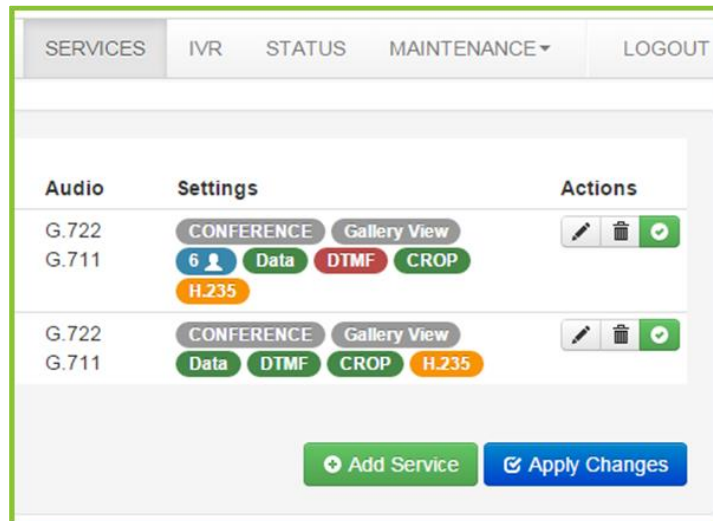 SERVICES IVR STATUS MAINTENANCE LOGOUT
Audio Settings Actions
G.722 CONFERENCE Gallery View
G.711 6 Data DTMF CROP
H.235
G.722 CONFERENCE Gallery View
G.711 Data DTMF CROP H.235
Add Service Apply Changes